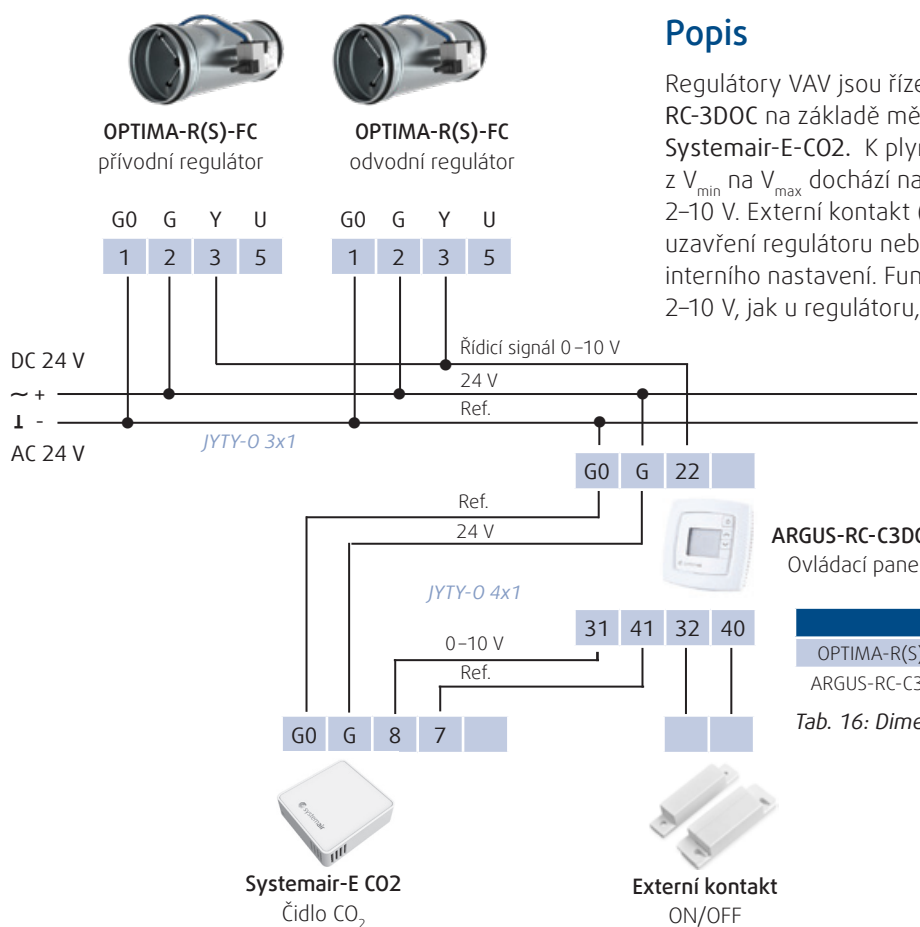 OPTIMA-R(S)-FC
přívodní regulátor
OPTIMA-R(S)-FC
odvodní regulátor
G0 G Y U
1 2 3 5
G0 G Y U
1 2 3 5
Popis
Regulátory VAV jsou říze
RC-3DOC na základě mě
Systemair-E-CO2. K plyn
z Vmin na Vmax dochází na
2–10 V. Externí kontakt (
uzavření regulátoru neb
interního nastavení. Fun
2–10 V, jak u regulátoru,
Řídicí signál 0–10 V
DC 24 V
24 V
~ +
Ref.
⊥ -
AC 24 V
JYTY-O 3x1
G0 G 22
Ref.
24 V
ARGUS-RC-C3DO
Ovládací pane
JYTY-O 4x1
31 41 32 40
0–10 V
Ref.
OPTIMA-R(S)
ARGUS-RC-C3
Tab. 16: Dime
G0 G 8 7
systemair
Systemair-E CO2
Čidlo CO₂
Externí kontakt
ON/OFF